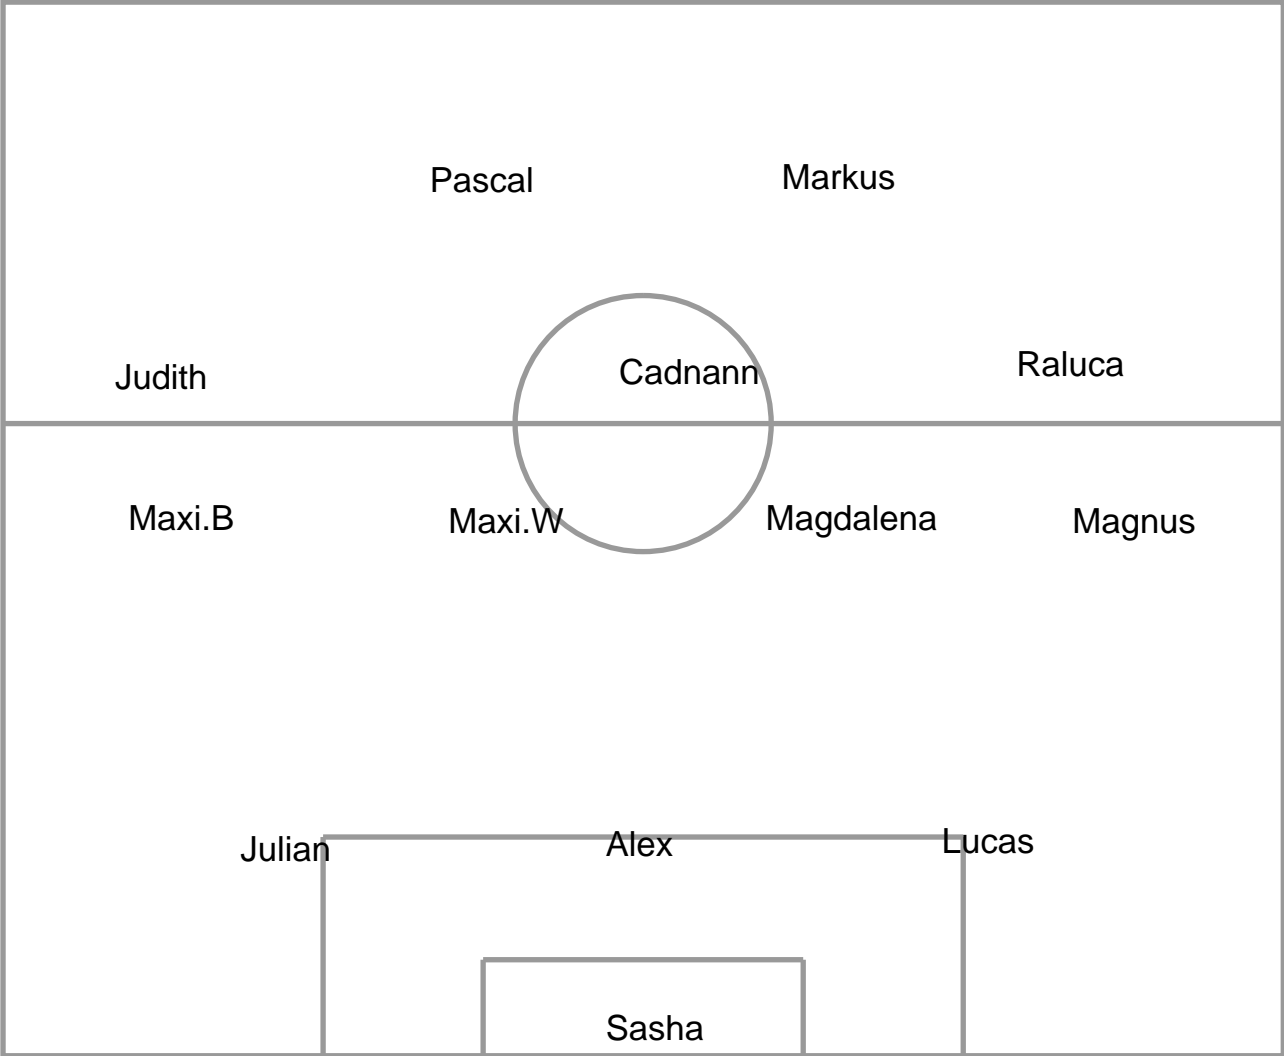 Pascal Markus
Judith Cadnann Raluca
Maxi.B Maxi.W Magdalena Magnus
Julian Alex Lucas
Sasha